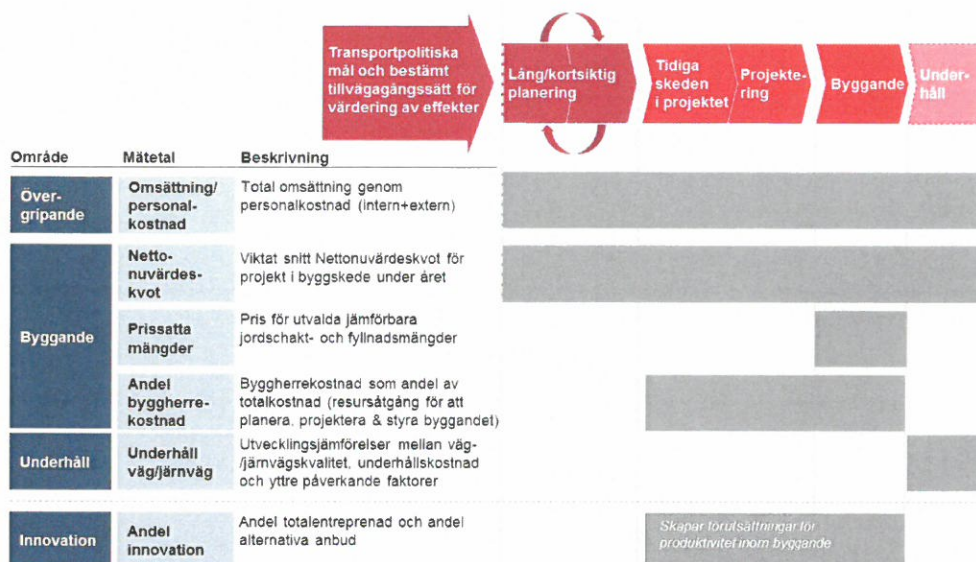 Transportpolitiska
mål och bestämt
tillvägagångssätt för
värdering av effekter
Lång/kortsiktig
planering
Tidiga
skeden
i projektet
Projekte-
ring
Byggande
Under-
håll
Område
Mätetal
Beskrivning
Över-
gripande
Omsättning/
personal-
kostnad
Total omsättning genom
personalkostnad (intern+extern)
Byggande
Netto-
nuvärdes-
kvot
Viktat snitt Nettonuvärdeskvot för
projekt i byggskede under året
Prissatta
mängder
Pris för utvalda jämförbara
jordschakt- och fyllnadsmängder
Andel
byggherre-
kostnad
Byggherrekostnad som andel av
totalkostnad (resursåtgång för att
planera, projektera & styra byggandet)
Underhåll
Underhåll
väg/järnväg
Utvecklingsjämförelser mellan väg-
/järnvägskvalitet, underhållskostnad
och yttre påverkande faktorer
Innovation
Andel
innovation
Andel totalentreprenad och andel
alternativa anbud
Skapar förutsättningar för
produktivitet inom byggande